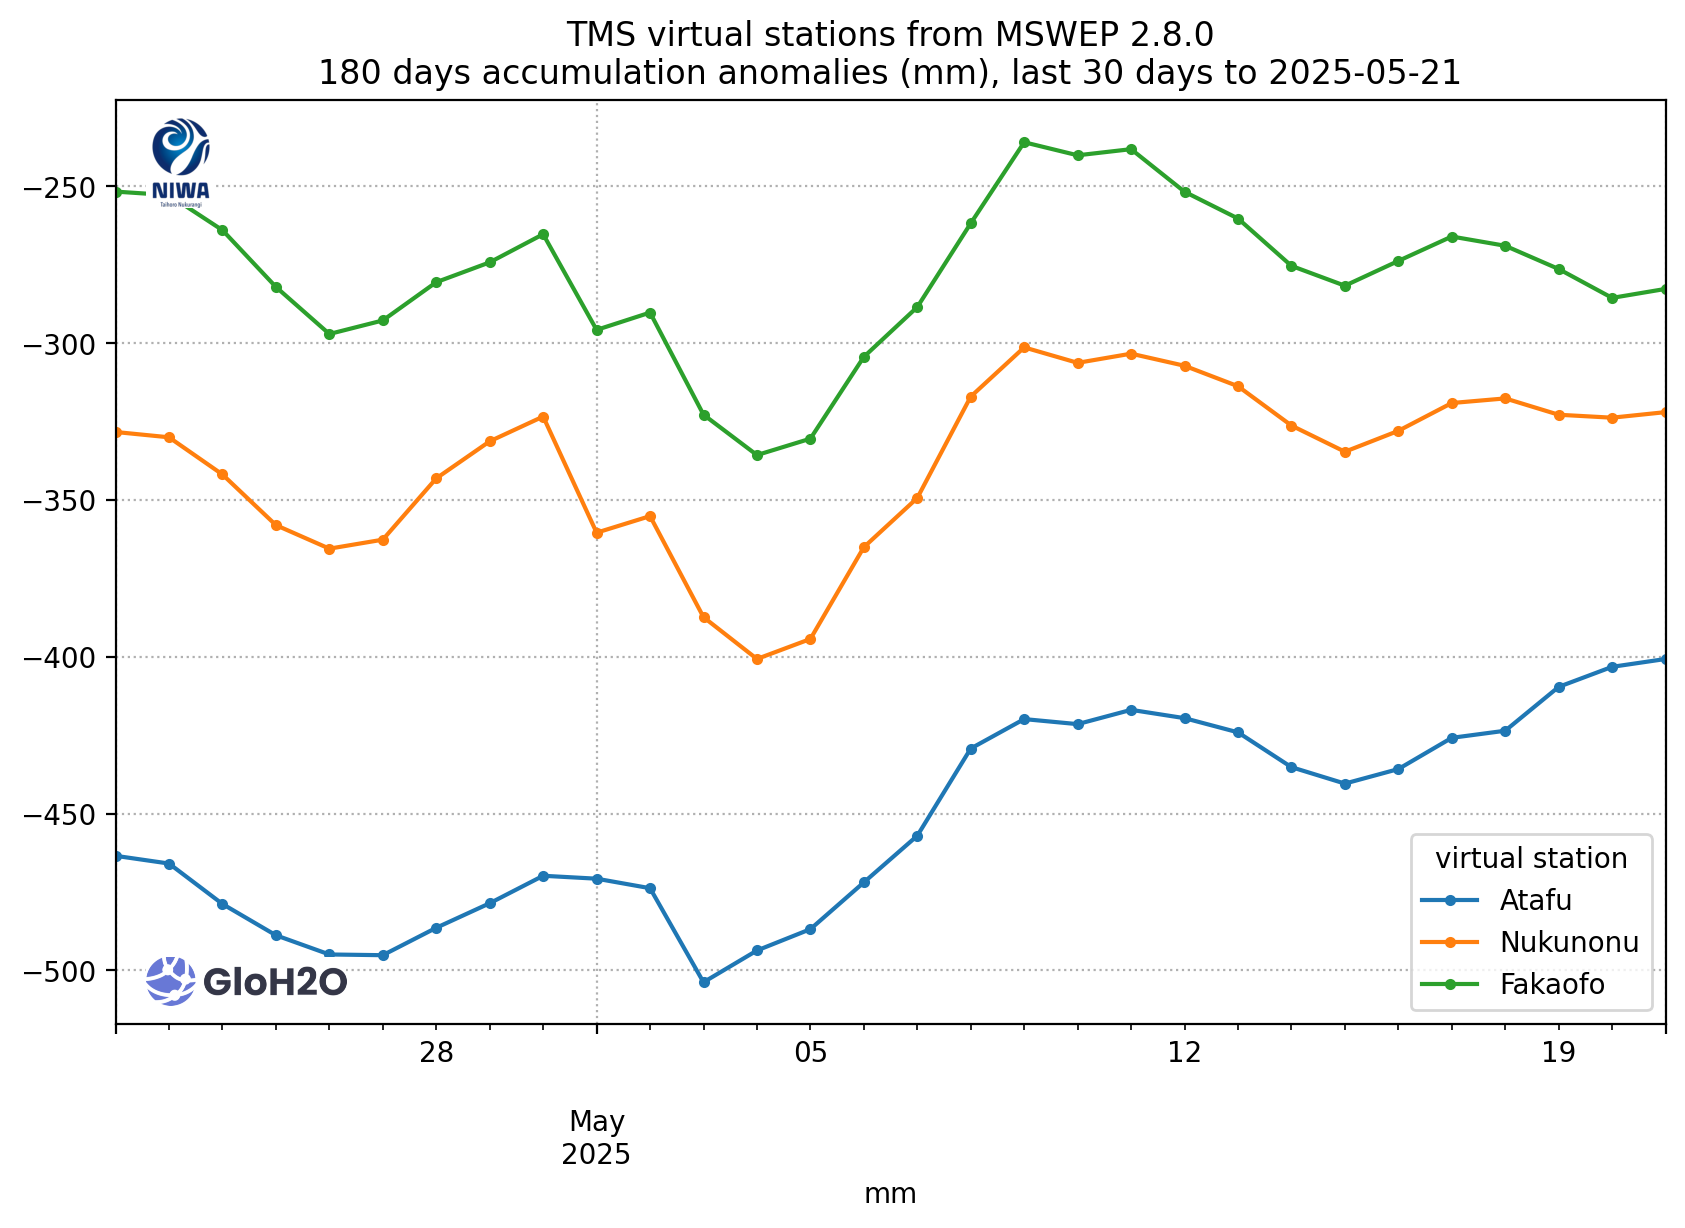 TMS virtual stations from MSWEP 2.8.0
180 days accumulation anomalies (mm), last 30 days to 2025-05-21
NIWA
Taihoro Nukurangi
−250
−300
−350
−400
−450
−500
virtual station
Atafu
Nukunonu
Fakaofo
GloH2O
28
05
12
19
May
2025
mm